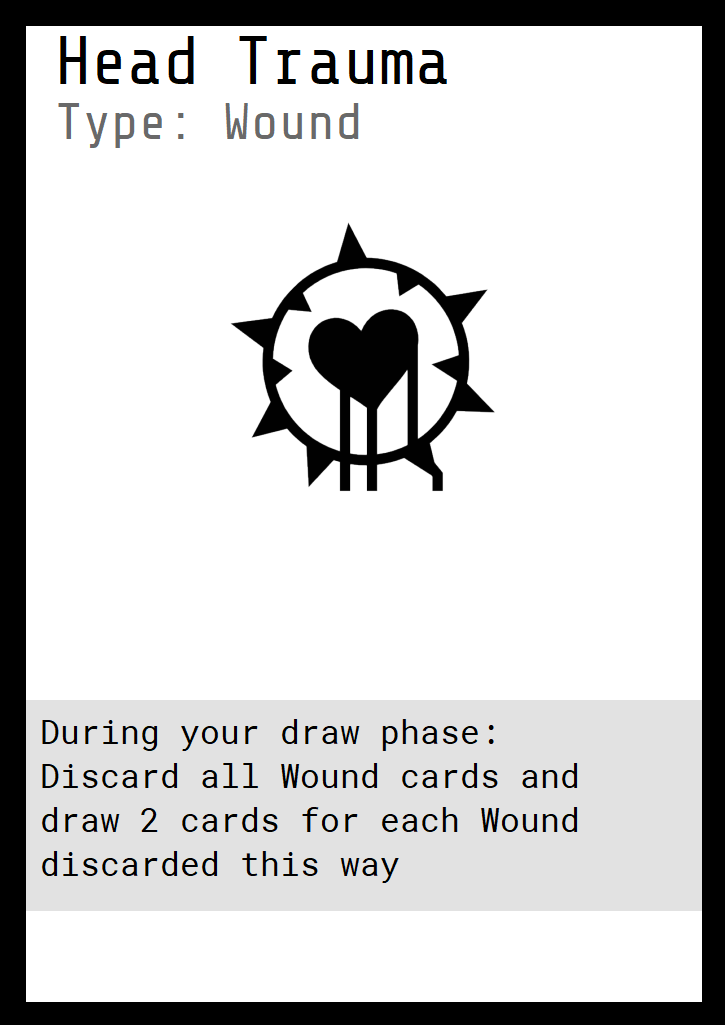 Head Trauma
Type: Wound
During your draw phase:
Discard all Wound cards and
draw 2 cards for each Wound
discarded this way